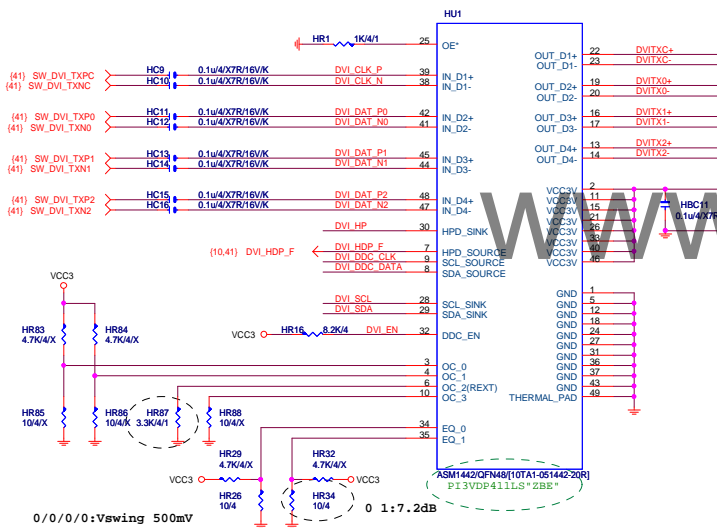 HU1
HR1 1K/4/1 25 OE*
OUT_D1+ 22 DVITXC+
OUT_D1- 23 DVITXC-
{41} SW_DVI_TXPC HC9 0.1u/4/X7R/16V/K DVI_CLK_P 39 IN_D1+
{41} SW_DVI_TXNC HC10 0.1u/4/X7R/16V/K DVI_CLK_N 38 IN_D1-
OUT_D2+ 19 DVITX0+
OUT_D2- 20 DVITX0-
{41} SW_DVI_TXP0 HC11 0.1u/4/X7R/16V/K DVI_DAT_P0 42 IN_D2+
{41} SW_DVI_TXN0 HC12 0.1u/4/X7R/16V/K DVI_DAT_N0 41 IN_D2-
OUT_D3+ 16 DVITX1+
OUT_D3- 17 DVITX1-
{41} SW_DVI_TXP1 HC13 0.1u/4/X7R/16V/K DVI_DAT_P1 45 IN_D3+
{41} SW_DVI_TXN1 HC14 0.1u/4/X7R/16V/K DVI_DAT_N1 44 IN_D3-
OUT_D4+ 13 DVITX2+
OUT_D4- 14 DVITX2-
{41} SW_DVI_TXP2 HC15 0.1u/4/X7R/16V/K DVI_DAT_P2 48 IN_D4+
{41} SW_DVI_TXN2 HC16 0.1u/4/X7R/16V/K DVI_DAT_N2 47 IN_D4-
VCC3V 2
VCC3V 11
VCC3V 15
VCC3V 21
VCC3V 26
VCC3V 33
VCC3V 40
VCC3V 46
HBC11
0.1u/4/X7R
WWW
DVI_HP 30 HPD_SINK
{10,41} DVI_HDP_F DVI_HDP_F 7 HPD_SOURCE
DVI_DDC_CLK 9 SCL_SOURCE
DVI_DDC_DATA 8 SDA_SOURCE
DVI_SCL 28 SCL_SINK
DVI_SDA 29 SDA_SINK
VCC3 HR16 8.2K/4 DVI_EN 32 DDC_EN
GND 1
GND 5
GND 12
GND 18
GND 24
GND 27
GND 31
GND 36
GND 37
GND 43
THERMAL_PAD 49
VCC3
HR83 HR84
4.7K/4/X 4.7K/4/X
3 OC_0
4 OC_1
6 OC_2(REXT)
10 OC_3
HR85 HR86 HR87 HR88
10/4/X 10/4/X 3.3K/4/1 10/4/X
34 EQ_0
35 EQ_1
HR29 HR32
4.7K/4/X 4.7K/4/X
VCC3 VCC3
HR26 HR34
10/4 10/4
ASM1442/QFN48/[10TA1-051442-20R]
PI3VDP411LS"ZBE"
0/0/0/0:Vswing 500mV
0 1:7.2dB